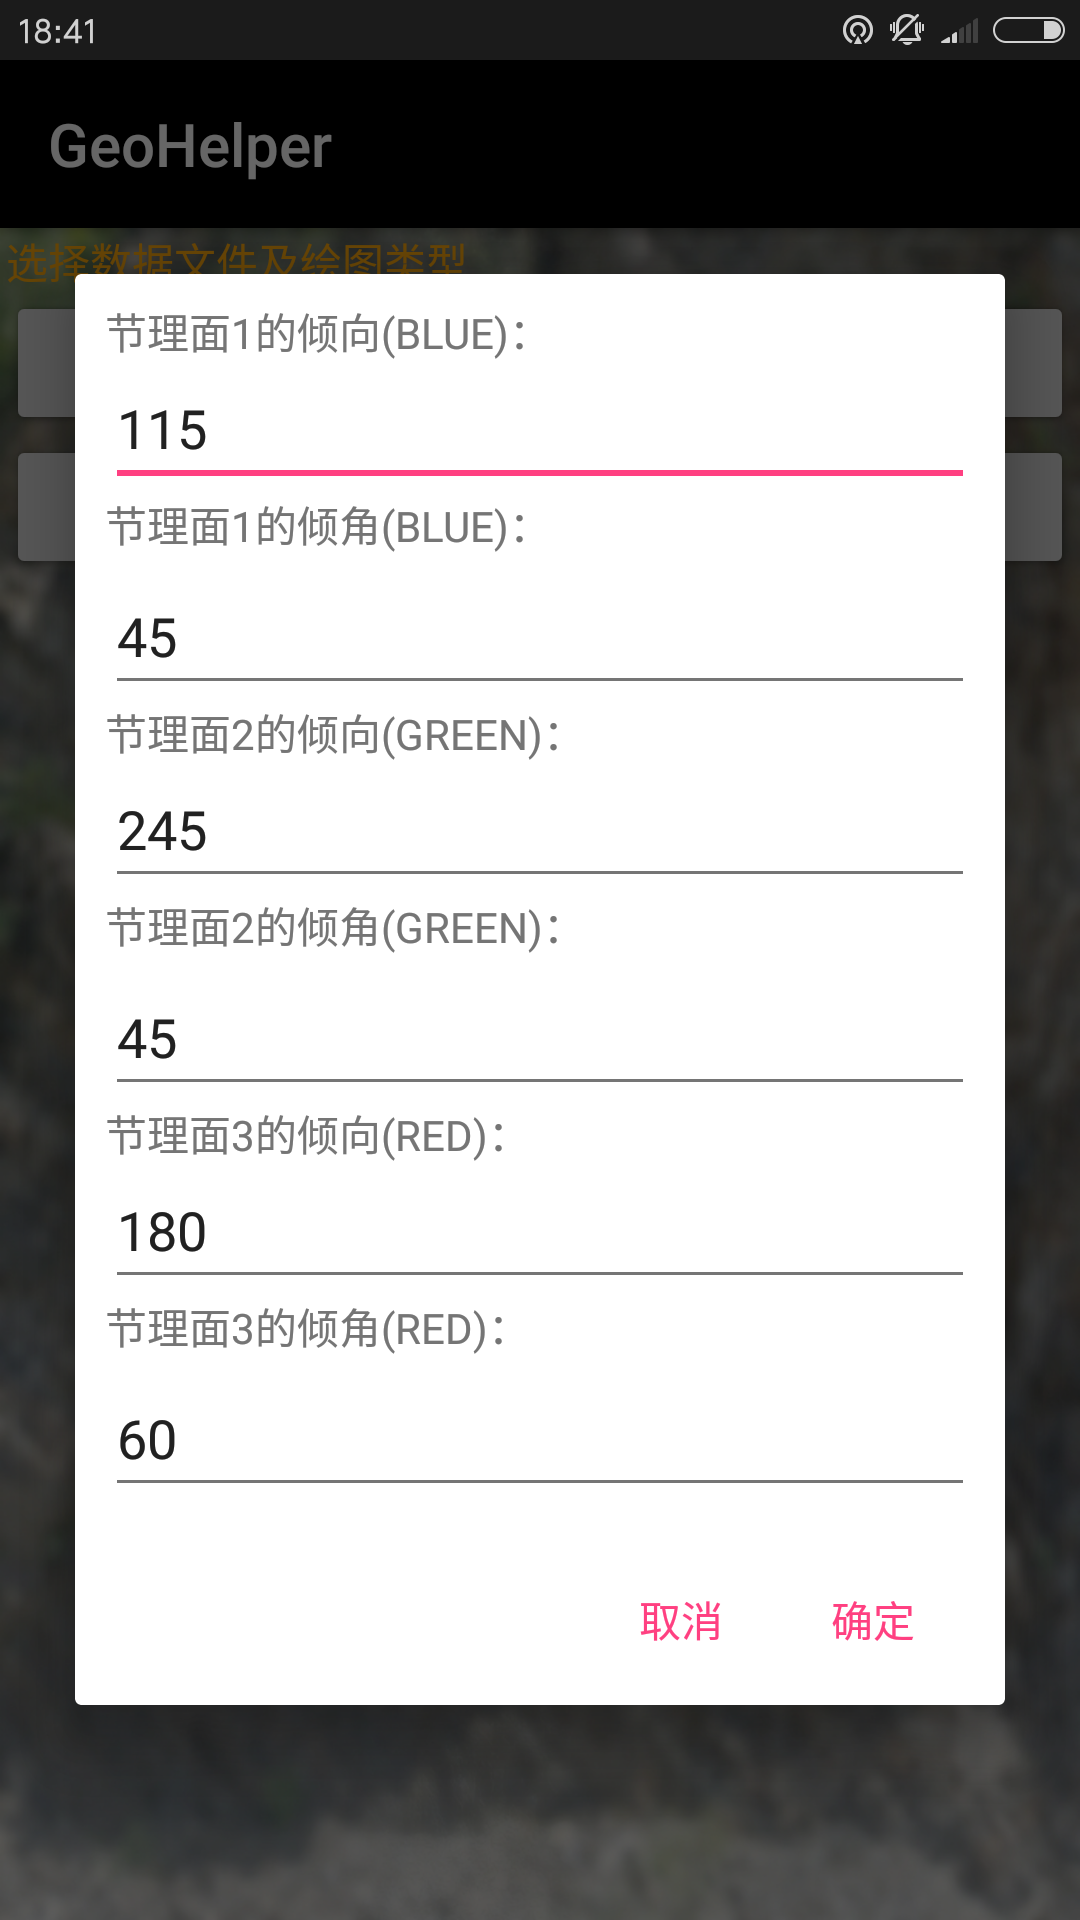 18:41
GeoHelper
选择数据文件及绘图类型
节理面1的倾向(BLUE)：
115
节理面1的倾角(BLUE)：
45
节理面2的倾向(GREEN)：
245
节理面2的倾角(GREEN)：
45
节理面3的倾向(RED)：
180
节理面3的倾角(RED)：
60
取消 确定